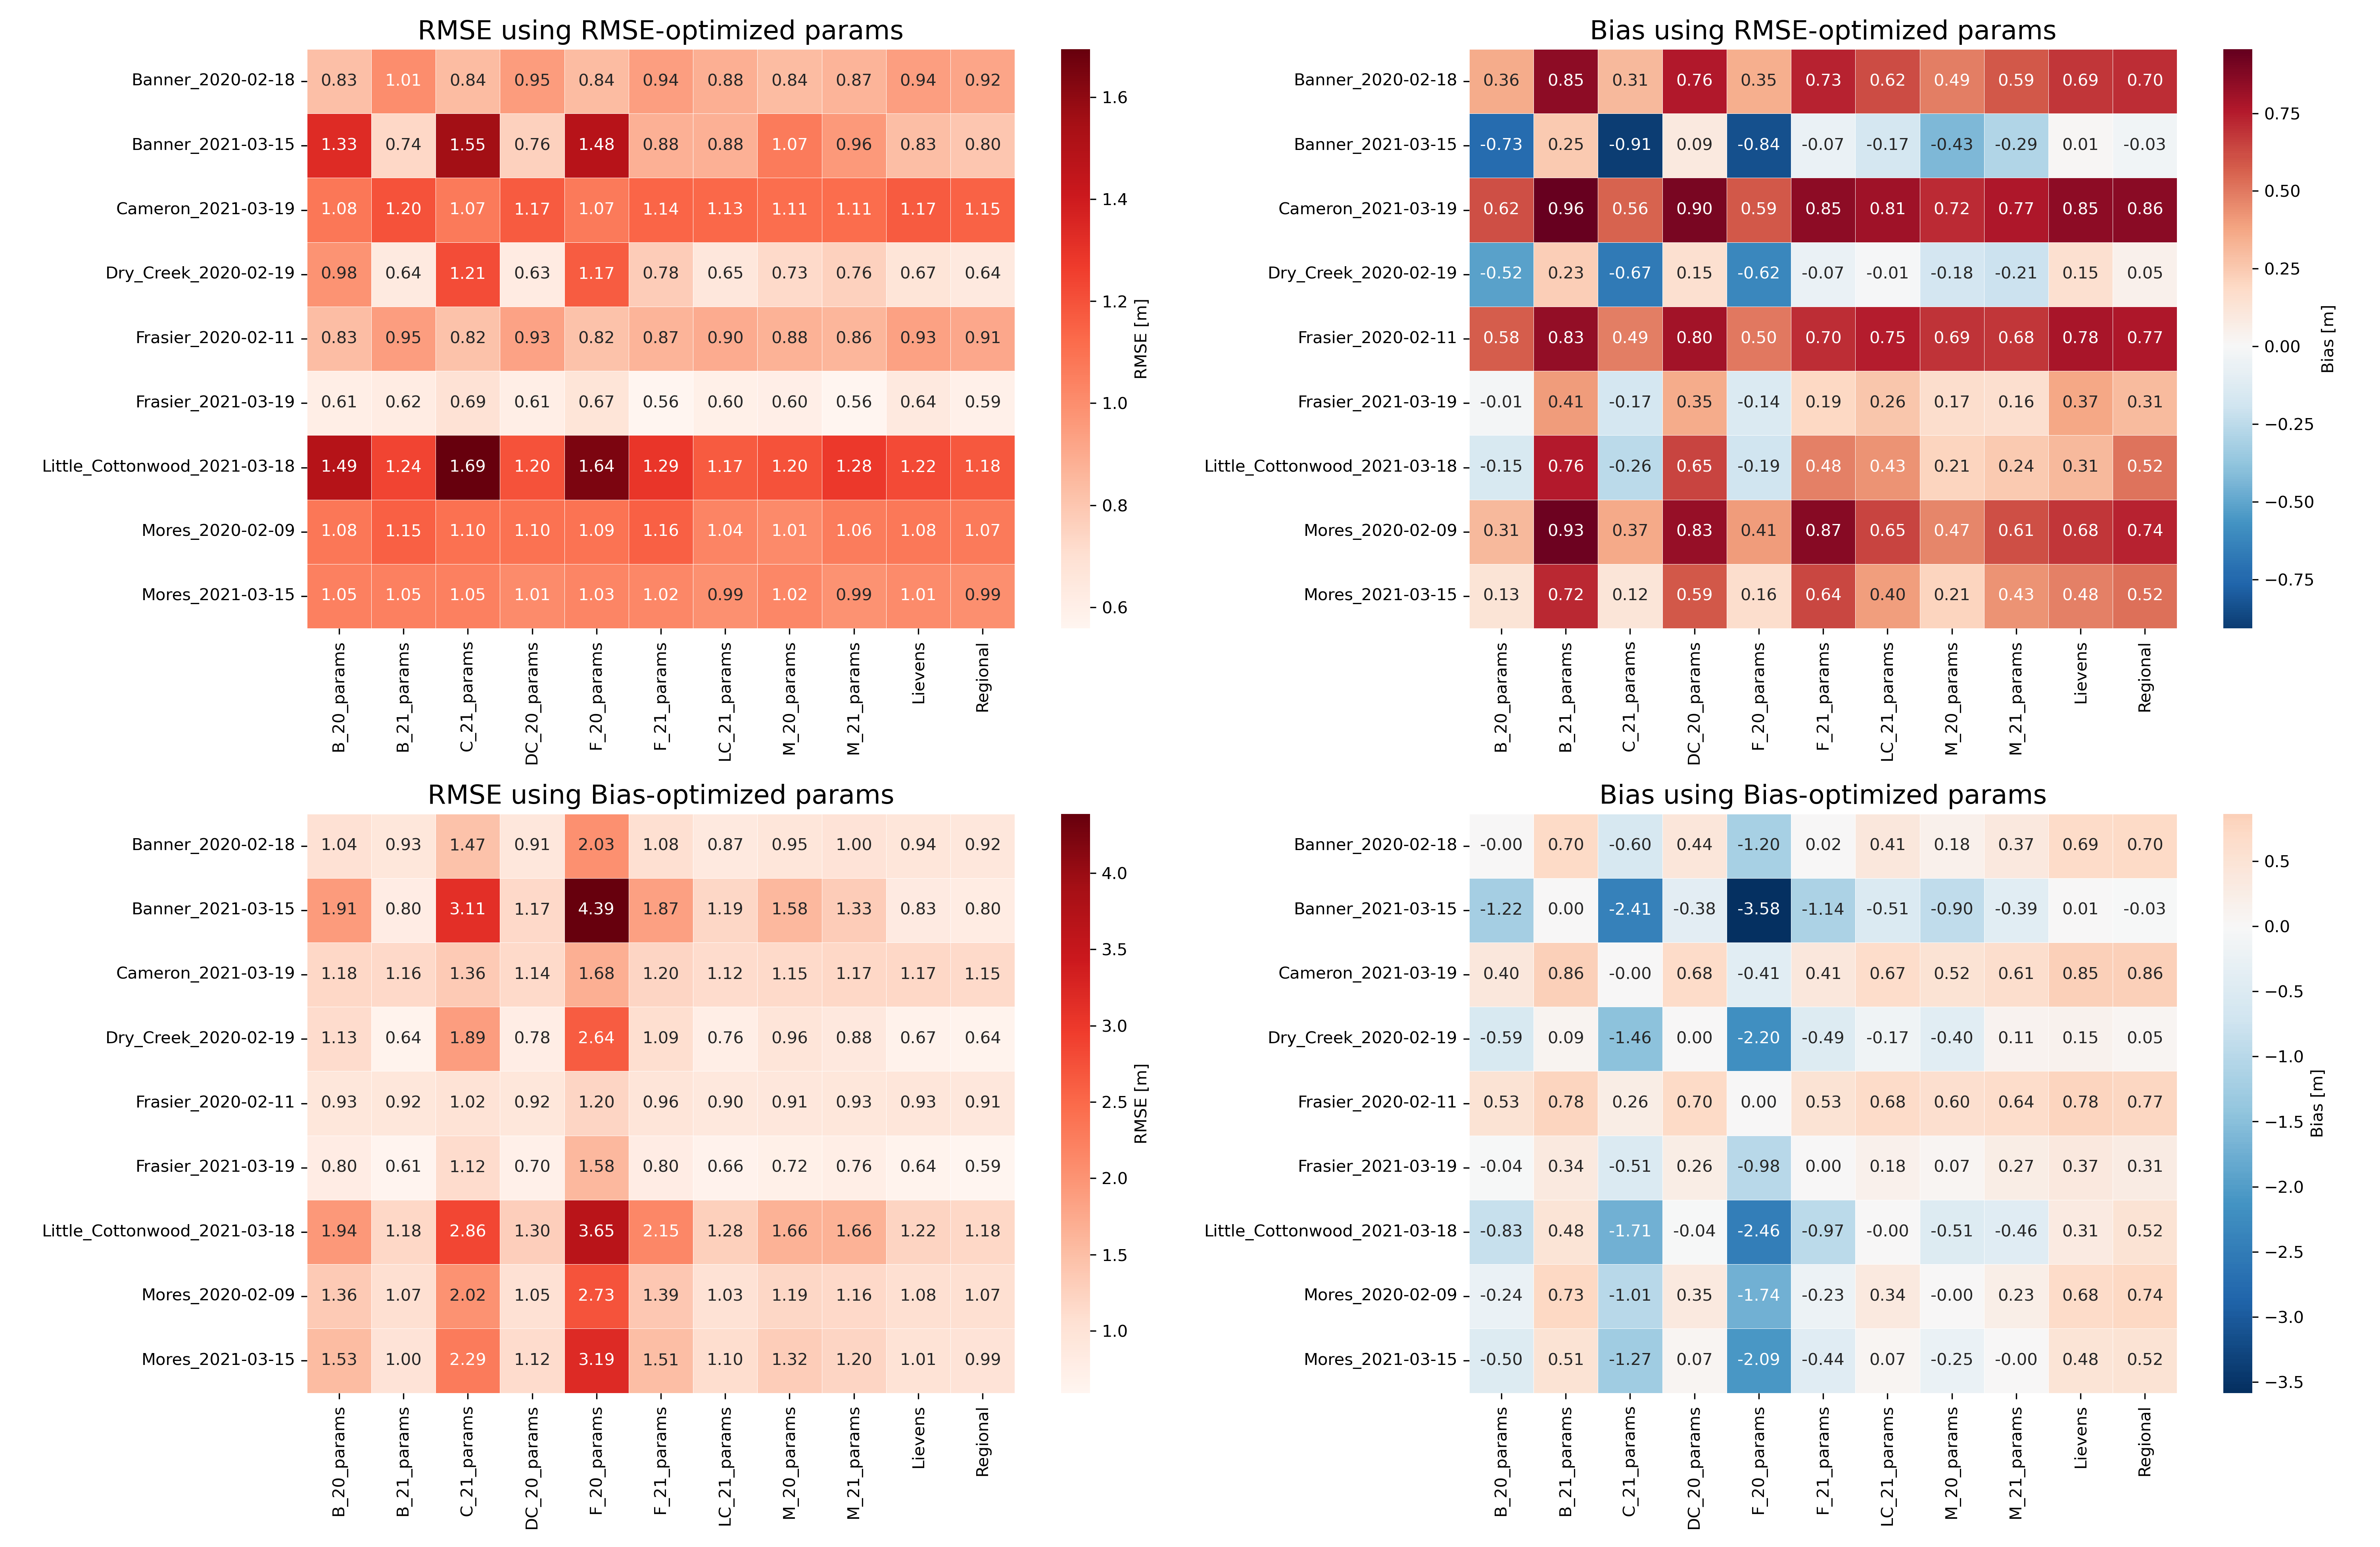 RMSE using RMSE-optimized params
Banner_2020-02-18 0.83 1.01 0.84 0.95 0.84 0.94 0.88 0.84 0.87 0.94 0.92
Banner_2021-03-15 1.33 0.74 1.55 0.76 1.48 0.88 0.88 1.07 0.96 0.83 0.80
Cameron_2021-03-19 1.08 1.20 1.07 1.17 1.07 1.14 1.13 1.11 1.11 1.17 1.15
Dry_Creek_2020-02-19 0.98 0.64 1.21 0.63 1.17 0.78 0.65 0.73 0.76 0.67 0.64
Frasier_2020-02-11 0.83 0.95 0.82 0.93 0.82 0.87 0.90 0.88 0.86 0.93 0.91
Frasier_2021-03-19 0.61 0.62 0.69 0.61 0.67 0.56 0.60 0.60 0.56 0.64 0.59
Little_Cottonwood_2021-03-18 1.49 1.24 1.69 1.20 1.64 1.29 1.17 1.20 1.28 1.22 1.18
Mores_2020-02-09 1.08 1.15 1.10 1.10 1.09 1.16 1.04 1.01 1.06 1.08 1.07
Mores_2021-03-15 1.05 1.05 1.05 1.01 1.03 1.02 0.99 1.02 0.99 1.01 0.99
B_20_params B_21_params C_21_params DC_20_params F_20_params F_21_params LC_21_params M_20_params M_21_params Lievens Regional
1.6
1.4
1.2
1.0
0.8
0.6
RMSE [m]
Bias using RMSE-optimized params
Banner_2020-02-18 0.36 0.85 0.31 0.76 0.35 0.73 0.62 0.49 0.59 0.69 0.70
Banner_2021-03-15 -0.73 0.25 -0.91 0.09 -0.84 -0.07 -0.17 -0.43 -0.29 0.01 -0.03
Cameron_2021-03-19 0.62 0.96 0.56 0.90 0.59 0.85 0.81 0.72 0.77 0.85 0.86
Dry_Creek_2020-02-19 -0.52 0.23 -0.67 0.15 -0.62 -0.07 -0.01 -0.18 -0.21 0.15 0.05
Frasier_2020-02-11 0.58 0.83 0.49 0.80 0.50 0.70 0.75 0.69 0.68 0.78 0.77
Frasier_2021-03-19 -0.01 0.41 -0.17 0.35 -0.14 0.19 0.26 0.17 0.16 0.37 0.31
Little_Cottonwood_2021-03-18 -0.15 0.76 -0.26 0.65 -0.19 0.48 0.43 0.21 0.24 0.31 0.52
Mores_2020-02-09 0.31 0.93 0.37 0.83 0.41 0.87 0.65 0.47 0.61 0.68 0.74
Mores_2021-03-15 0.13 0.72 0.12 0.59 0.16 0.64 0.40 0.21 0.43 0.48 0.52
B_20_params B_21_params C_21_params DC_20_params F_20_params F_21_params LC_21_params M_20_params M_21_params Lievens Regional
0.75
0.50
0.25
0.00
−0.25
−0.50
−0.75
Bias [m]
RMSE using Bias-optimized params
Banner_2020-02-18 1.04 0.93 1.47 0.91 2.03 1.08 0.87 0.95 1.00 0.94 0.92
Banner_2021-03-15 1.91 0.80 3.11 1.17 4.39 1.87 1.19 1.58 1.33 0.83 0.80
Cameron_2021-03-19 1.18 1.16 1.36 1.14 1.68 1.20 1.12 1.15 1.17 1.17 1.15
Dry_Creek_2020-02-19 1.13 0.64 1.89 0.78 2.64 1.09 0.76 0.96 0.88 0.67 0.64
Frasier_2020-02-11 0.93 0.92 1.02 0.92 1.20 0.96 0.90 0.91 0.93 0.93 0.91
Frasier_2021-03-19 0.80 0.61 1.12 0.70 1.58 0.80 0.66 0.72 0.76 0.64 0.59
Little_Cottonwood_2021-03-18 1.94 1.18 2.86 1.30 3.65 2.15 1.28 1.66 1.66 1.22 1.18
Mores_2020-02-09 1.36 1.07 2.02 1.05 2.73 1.39 1.03 1.19 1.16 1.08 1.07
Mores_2021-03-15 1.53 1.00 2.29 1.12 3.19 1.51 1.10 1.32 1.20 1.01 0.99
B_20_params B_21_params C_21_params DC_20_params F_20_params F_21_params LC_21_params M_20_params M_21_params Lievens Regional
4.0
3.5
3.0
2.5
2.0
1.5
1.0
RMSE [m]
Bias using Bias-optimized params
Banner_2020-02-18 -0.00 0.70 -0.60 0.44 -1.20 0.02 0.41 0.18 0.37 0.69 0.70
Banner_2021-03-15 -1.22 0.00 -2.41 -0.38 -3.58 -1.14 -0.51 -0.90 -0.39 0.01 -0.03
Cameron_2021-03-19 0.40 0.86 -0.00 0.68 -0.41 0.41 0.67 0.52 0.61 0.85 0.86
Dry_Creek_2020-02-19 -0.59 0.09 -1.46 0.00 -2.20 -0.49 -0.17 -0.40 0.11 0.15 0.05
Frasier_2020-02-11 0.53 0.78 0.26 0.70 0.00 0.53 0.68 0.60 0.64 0.78 0.77
Frasier_2021-03-19 -0.04 0.34 -0.51 0.26 -0.98 0.00 0.18 0.07 0.27 0.37 0.31
Little_Cottonwood_2021-03-18 -0.83 0.48 -1.71 -0.04 -2.46 -0.97 -0.00 -0.51 -0.46 0.31 0.52
Mores_2020-02-09 -0.24 0.73 -1.01 0.35 -1.74 -0.23 0.34 -0.00 0.23 0.68 0.74
Mores_2021-03-15 -0.50 0.51 -1.27 0.07 -2.09 -0.44 0.07 -0.25 -0.00 0.48 0.52
B_20_params B_21_params C_21_params DC_20_params F_20_params F_21_params LC_21_params M_20_params M_21_params Lievens Regional
0.5
0.0
−0.5
−1.0
−1.5
−2.0
−2.5
−3.0
−3.5
Bias [m]